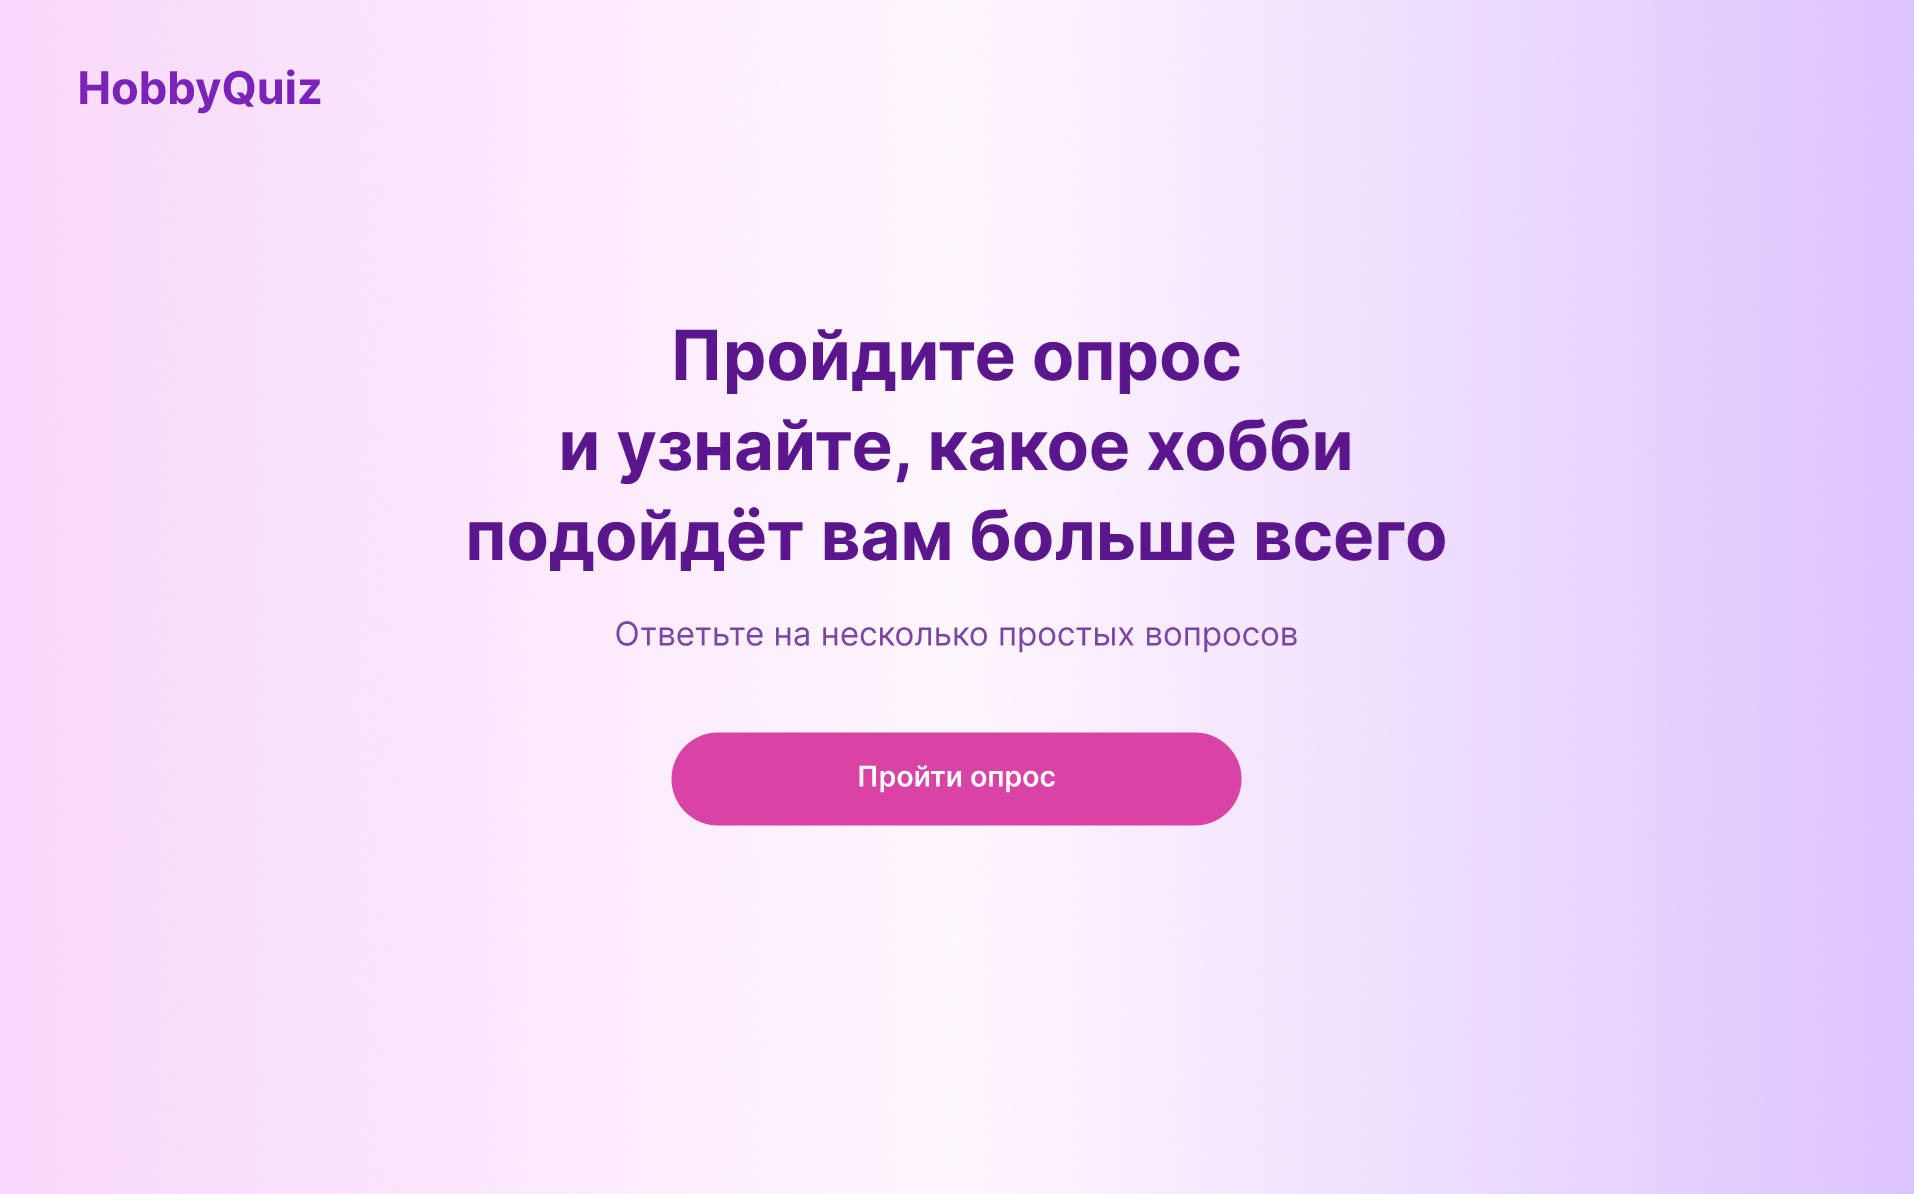 HobbyQuiz
Пройдите опрос
и узнайте, какое хобби
подойдёт вам больше всего
Ответьте на несколько простых вопросов
Пройти опрос